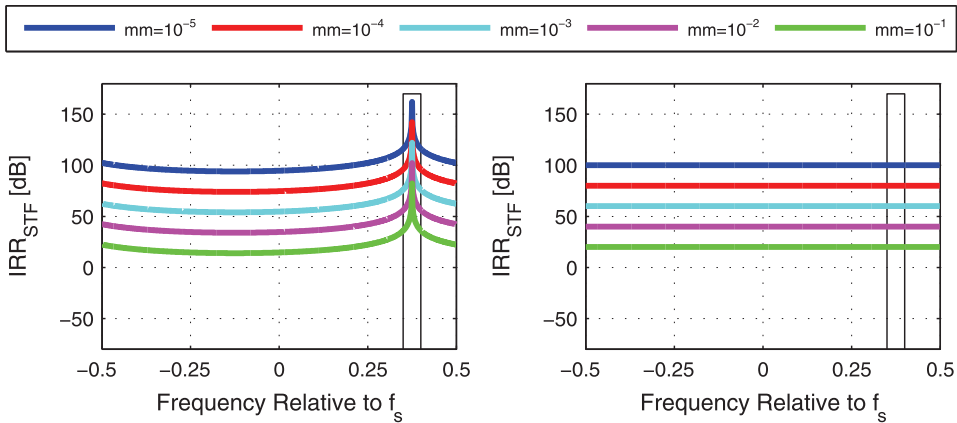 mm=10⁻⁵ mm=10⁻⁴ mm=10⁻³ mm=10⁻² mm=10⁻¹
IRR_STF [dB]
150
100
50
0
−50
−0.5 −0.25 0 0.25 0.5
Frequency Relative to f_s
IRR_STF [dB]
150
100
50
0
−50
−0.5 −0.25 0 0.25 0.5
Frequency Relative to f_s